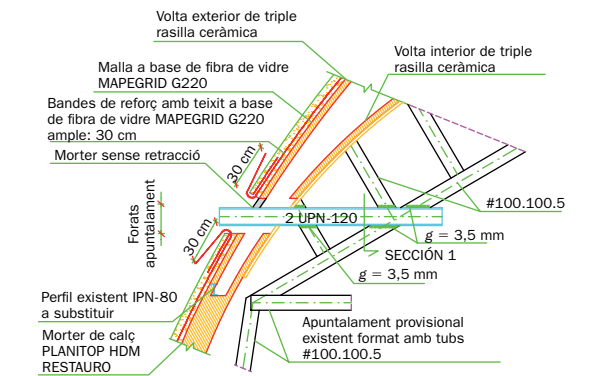 Volta exterior de triple
rasilla ceràmica
Volta interior de triple
rasilla ceràmica
Malla a base de fibra de vidre
MAPEGRID G220
Bandes de reforç amb teixit a base
de fibra de vidre MAPEGRID G220
ample: 30 cm
Morter sense retracció
30 cm
Forats
apuntalament
2 UPN-120
#100.100.5
30 cm
g = 3,5 mm
SECCIÓN 1
g = 3,5 mm
Perfil existent IPN-80
a substituir
Morter de calç
PLANITOP HDM
RESTAURO
Apuntalament provisional
existent format amb tubs
#100.100.5